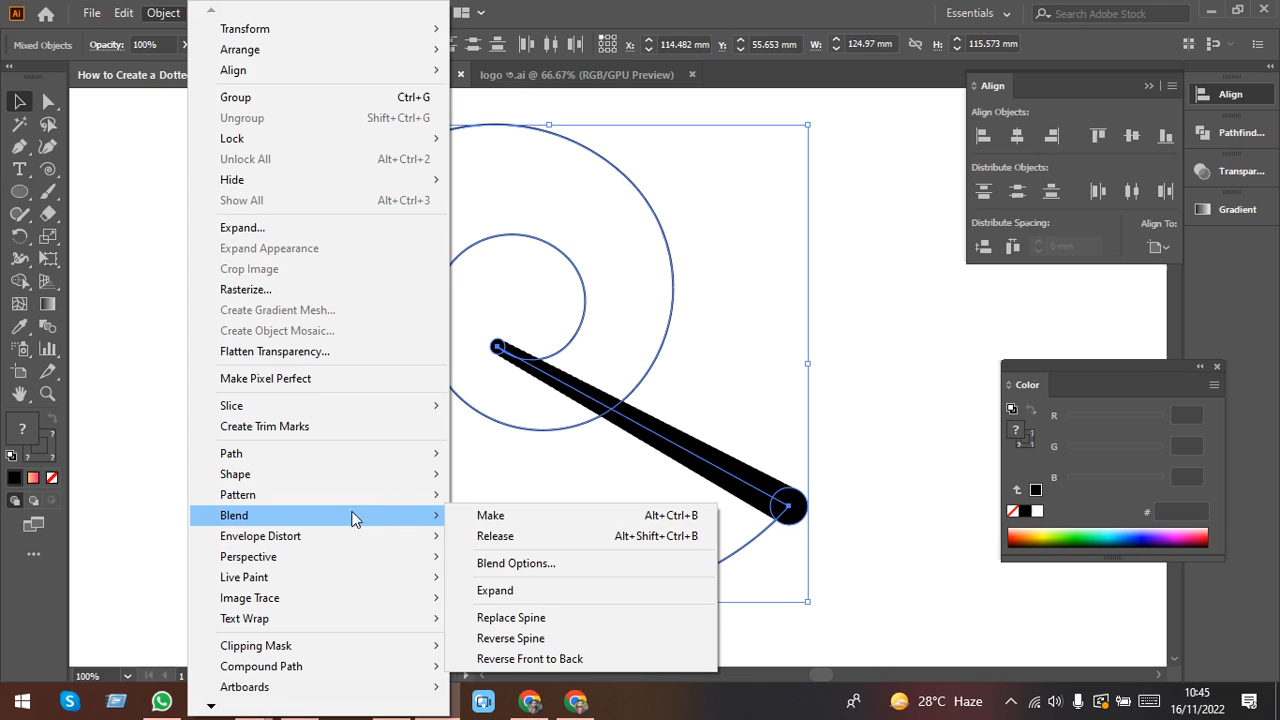 Ai
File
Edit
Object
Essentials
Search Adobe Stock
Mixed Objects
Opacity:
100%
X:
114.482 mm
Y:
55.653 mm
W:
124.97 mm
H:
115.573 mm
How to Create a Dotte
logo
.ai @ 66.67% (RGB/GPU Preview)
Transform
Arrange
Align
Group Ctrl+G
Ungroup Shift+Ctrl+G
Lock
Unlock All Alt+Ctrl+2
Hide
Show All Alt+Ctrl+3
Expand...
Expand Appearance
Crop Image
Rasterize...
Create Gradient Mesh...
Create Object Mosaic...
Flatten Transparency...
Make Pixel Perfect
Slice
Create Trim Marks
Path
Shape
Pattern
Blend
Envelope Distort
Perspective
Live Paint
Image Trace
Text Wrap
Clipping Mask
Compound Path
Artboards
Make Alt+Ctrl+B
Release Alt+Shift+Ctrl+B
Blend Options...
Expand
Replace Spine
Reverse Spine
Reverse Front to Back
Align
Align Objects:
Distribute Objects:
Distribute Spacing:
Align To:
0 mm
Align
Pathfind...
Transpar...
Gradient
Color
R
G
B
#
?
?
100%
1
28°C Haze
10:45
16/11/2022